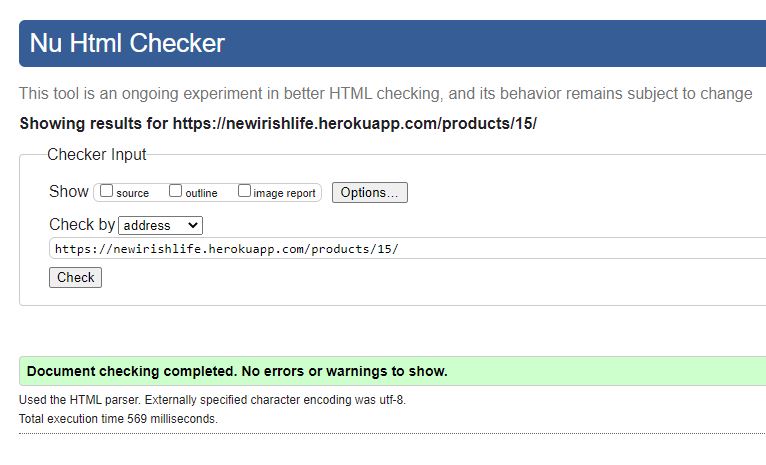 Nu Html Checker
This tool is an ongoing experiment in better HTML checking, and its behavior remains subject to change
Showing results for https://newirishlife.herokuapp.com/products/15/
Checker Input
Show source outline image report Options...
Check by address
https://newirishlife.herokuapp.com/products/15/
Check
Document checking completed. No errors or warnings to show.
Used the HTML parser. Externally specified character encoding was utf-8.
Total execution time 569 milliseconds.